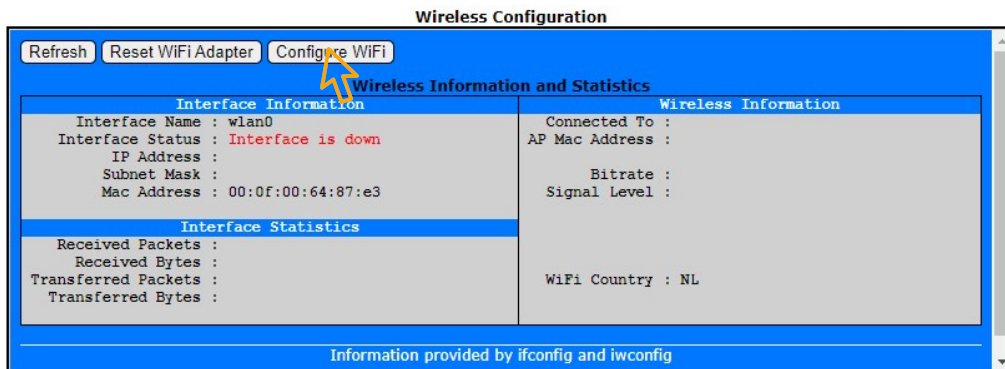 Wireless Configuration
Refresh Reset WiFi Adapter Configure WiFi
Wireless Information and Statistics
Interface Information
Interface Name : wlan0
Interface Status : Interface is down
IP Address :
Subnet Mask :
Mac Address : 00:0f:00:64:87:e3
Interface Statistics
Received Packets :
Received Bytes :
Transferred Packets :
Transferred Bytes :
Wireless Information
Connected To :
AP Mac Address :
Bitrate :
Signal Level :
WiFi Country : NL
Information provided by ifconfig and iwconfig